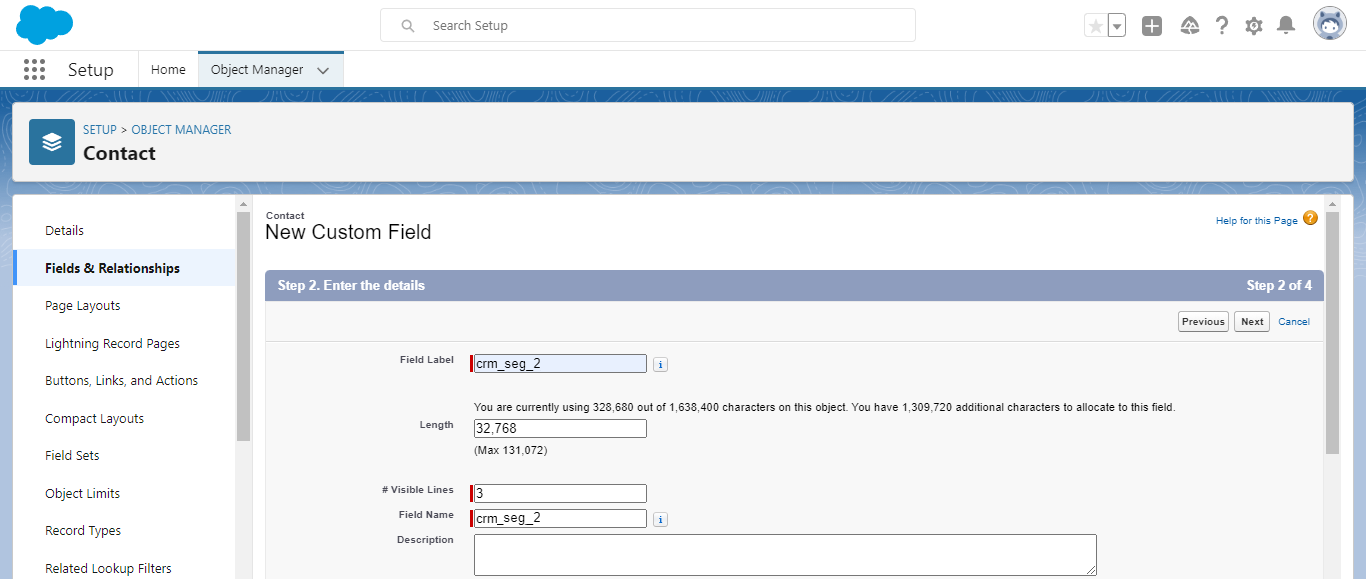 Search Setup
Setup
Home
Object Manager
SETUP > OBJECT MANAGER
Contact
Details
Fields & Relationships
Page Layouts
Lightning Record Pages
Buttons, Links, and Actions
Compact Layouts
Field Sets
Object Limits
Record Types
Related Lookup Filters
Contact
New Custom Field
Help for this Page ?
Step 2. Enter the details
Step 2 of 4
Previous Next Cancel
Field Label crm_seg_2 i
You are currently using 328,680 out of 1,638,400 characters on this object. You have 1,309,720 additional characters to allocate to this field.
Length 32,768
(Max 131,072)
# Visible Lines 3
Field Name crm_seg_2 i
Description